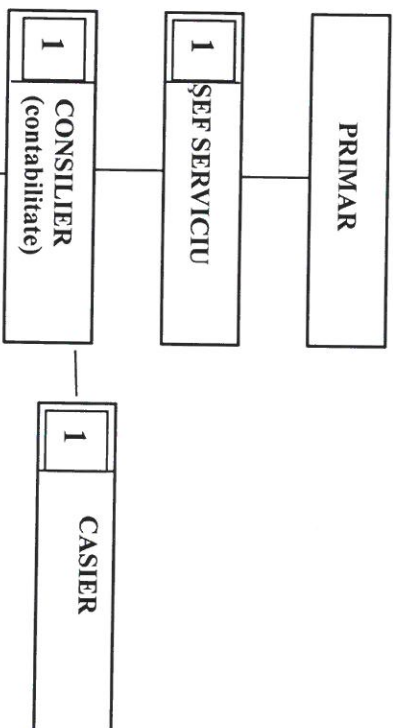 PRIMAR
1 ŞEF SERVICIU
1 CONSILIER
(contabilitate)
1 CASIER